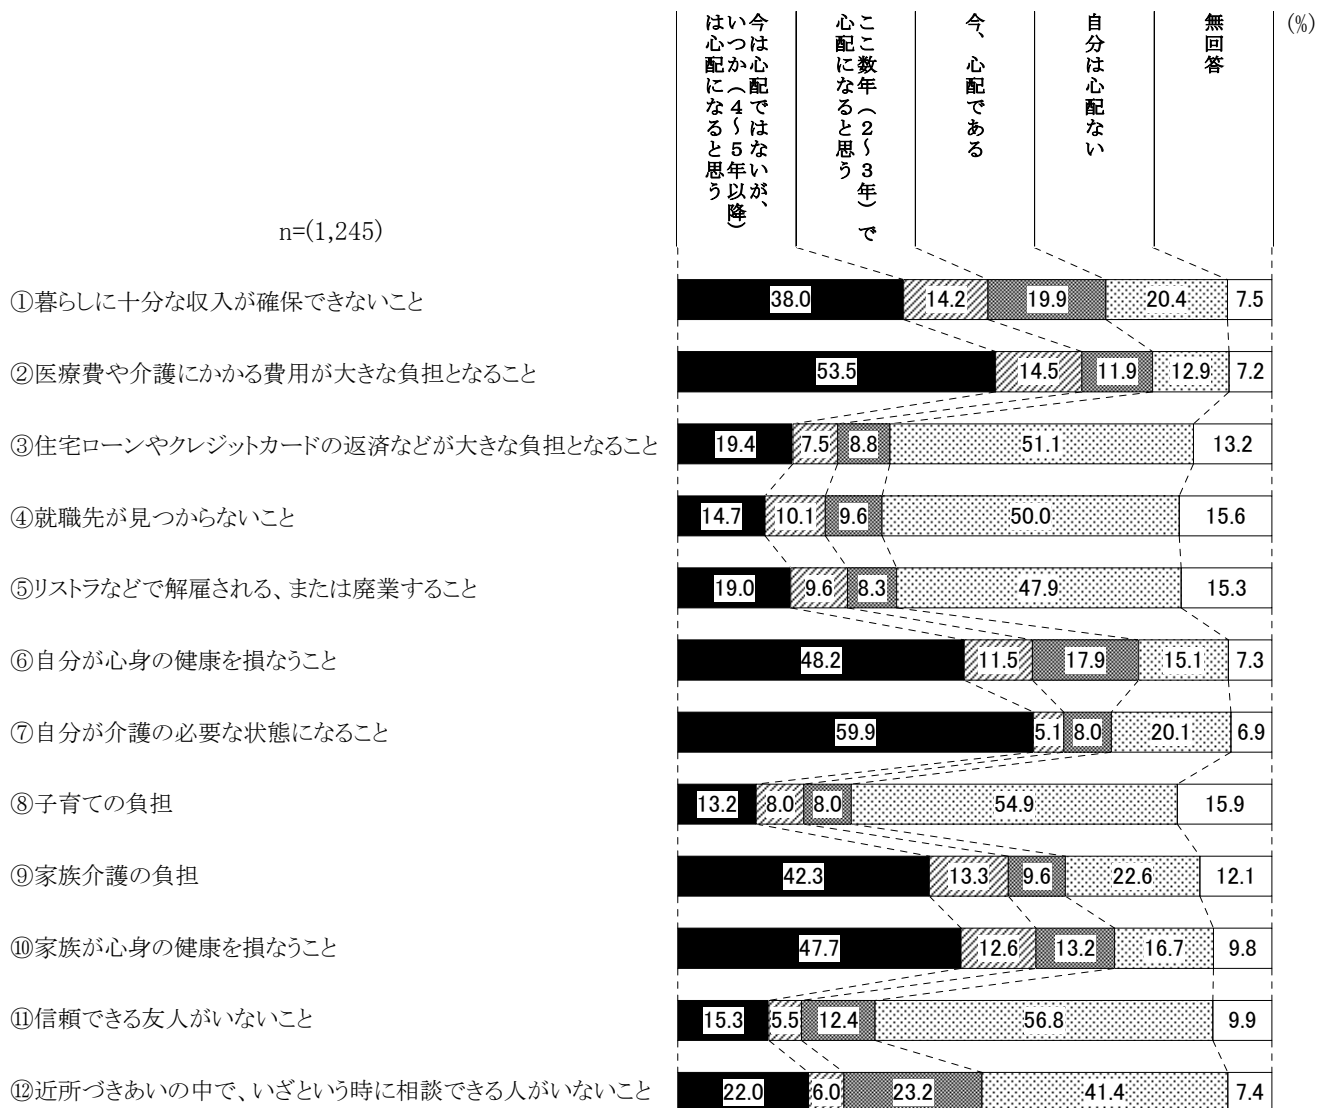 今は心配ではないが、
いつか（４～５年以降）
は心配になると思う
ここ数年（２～３年）で
心配になると思う
今、心配である
自分は心配ない
無回答
(%)
n=(1,245)
①暮らしに十分な収入が確保できないこと
38.0 14.2 19.9 20.4 7.5
②医療費や介護にかかる費用が大きな負担となること
53.5 14.5 11.9 12.9 7.2
③住宅ローンやクレジットカードの返済などが大きな負担となること
19.4 7.5 8.8 51.1 13.2
④就職先が見つからないこと
14.7 10.1 9.6 50.0 15.6
⑤リストラなどで解雇される、または廃業すること
19.0 9.6 8.3 47.9 15.3
⑥自分が心身の健康を損なうこと
48.2 11.5 17.9 15.1 7.3
⑦自分が介護の必要な状態になること
59.9 5.1 8.0 20.1 6.9
⑧子育ての負担
13.2 8.0 8.0 54.9 15.9
⑨家族介護の負担
42.3 13.3 9.6 22.6 12.1
⑩家族が心身の健康を損なうこと
47.7 12.6 13.2 16.7 9.8
⑪信頼できる友人がいないこと
15.3 5.5 12.4 56.8 9.9
⑫近所づきあいの中で、いざという時に相談できる人がいないこと
22.0 6.0 23.2 41.4 7.4